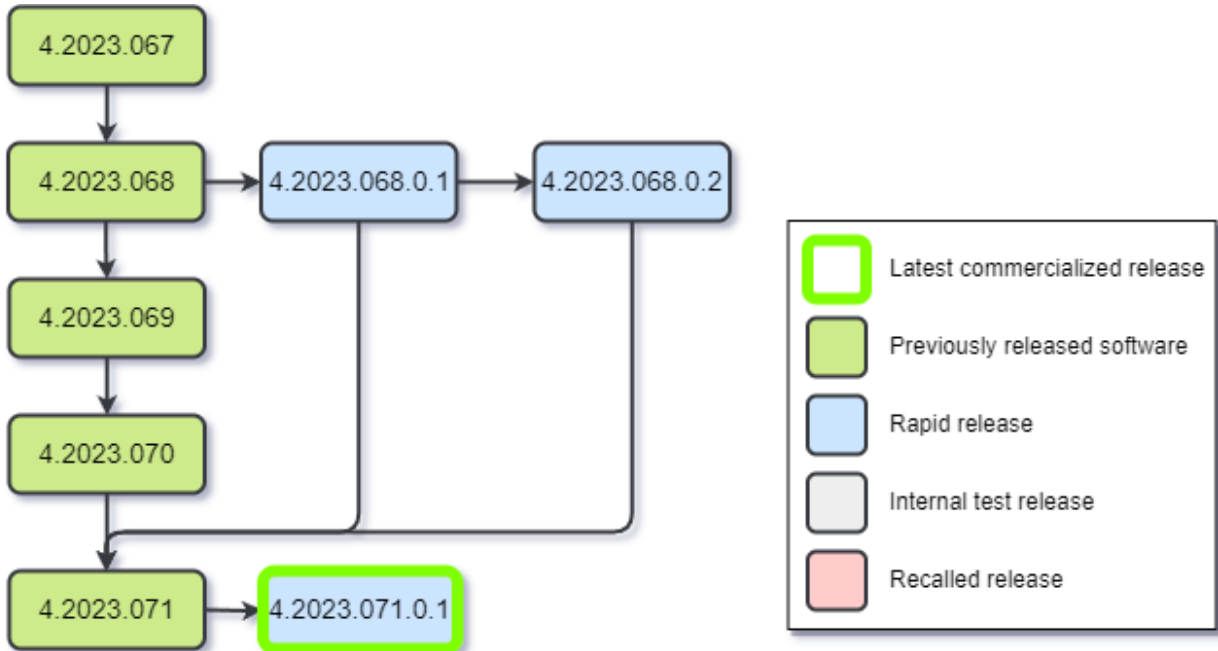 4.2023.067
4.2023.068
4.2023.068.0.1
4.2023.068.0.2
4.2023.069
4.2023.070
4.2023.071
4.2023.071.0.1
Latest commercialized release
Previously released software
Rapid release
Internal test release
Recalled release